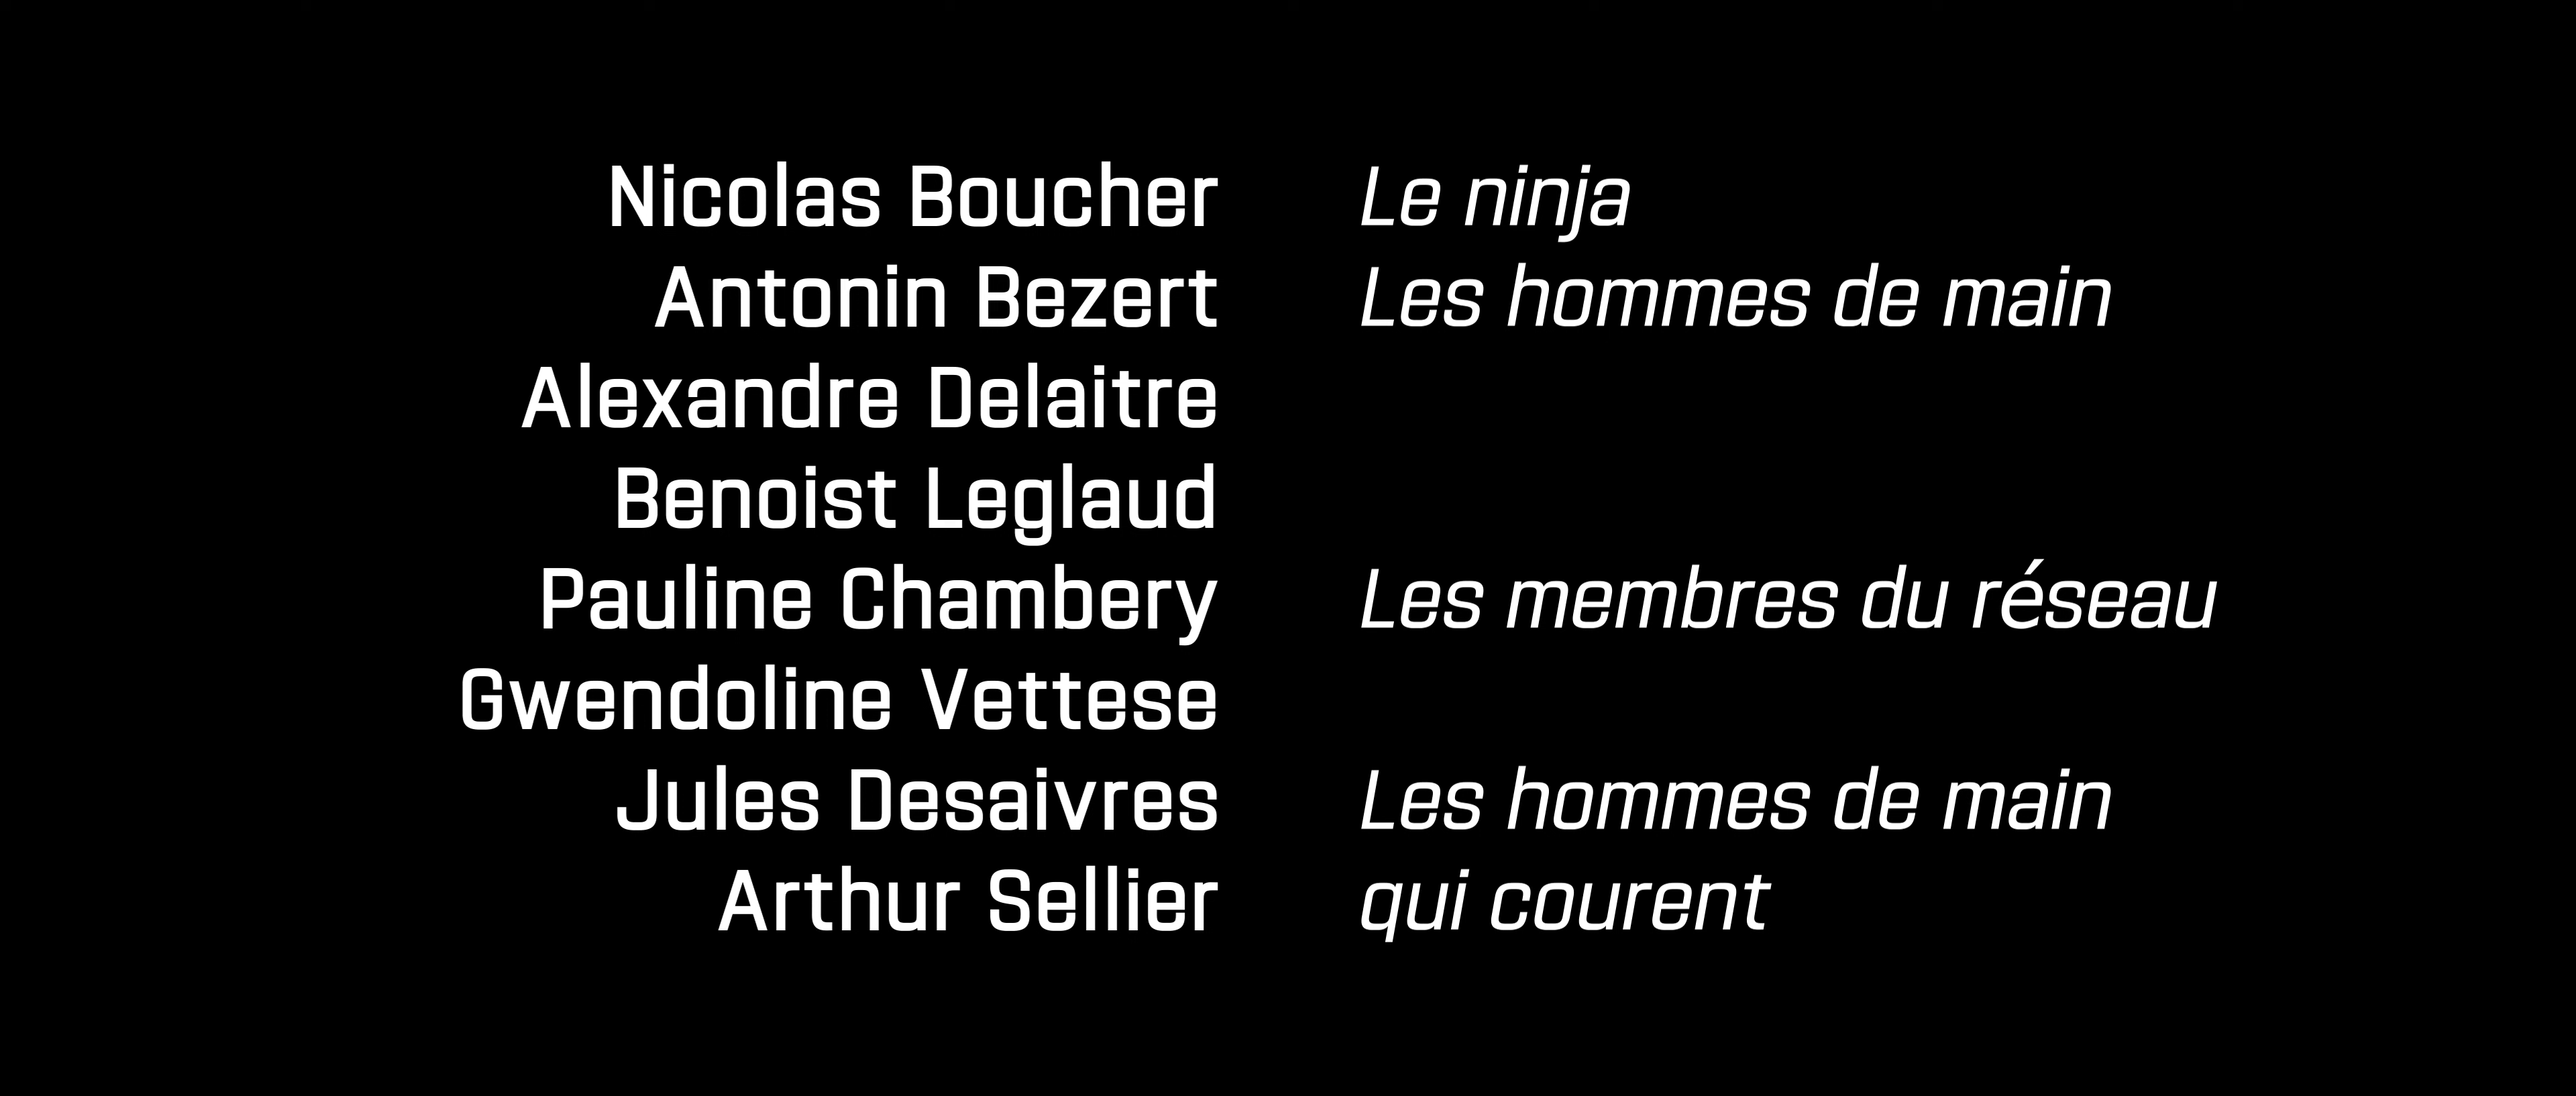 Nicolas Boucher Le ninja
Antonin Bezert Les hommes de main
Alexandre Delaitre
Benoist Leglaud
Pauline Chambery Les membres du réseau
Gwendoline Vettese
Jules Desaivres Les hommes de main
Arthur Sellier qui courent